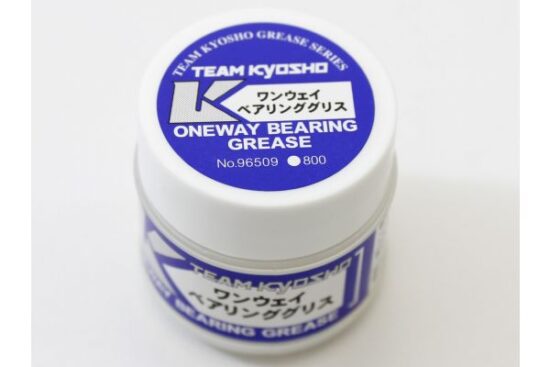 TEAM KYOSHO GREASE SERIES
TEAM KYOSHO
ワンウェイ
ベアリンググリス
ONEWAY BEARING
GREASE
No.96509 ●800
TEAM KYOSHO
ワンウェイ
ベアリンググリス
WAY BEARING GREASE